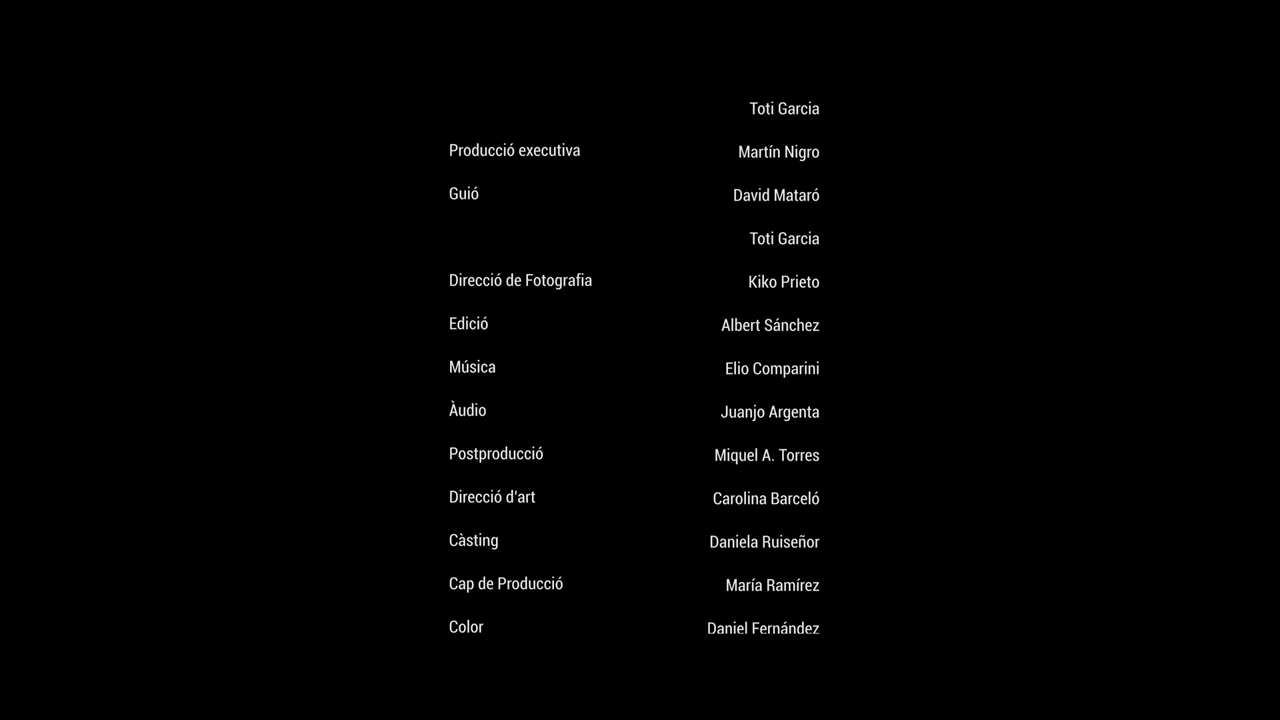 Toti Garcia
Producció executiva Martín Nigro
Guió David Mataró
Toti Garcia
Direcció de Fotografia Kiko Prieto
Edició Albert Sánchez
Música Elio Comparini
Àudio Juanjo Argenta
Postproducció Miquel A. Torres
Direcció d'art Carolina Barceló
Càsting Daniela Ruiseñor
Cap de Producció María Ramírez
Color Daniel Fernández